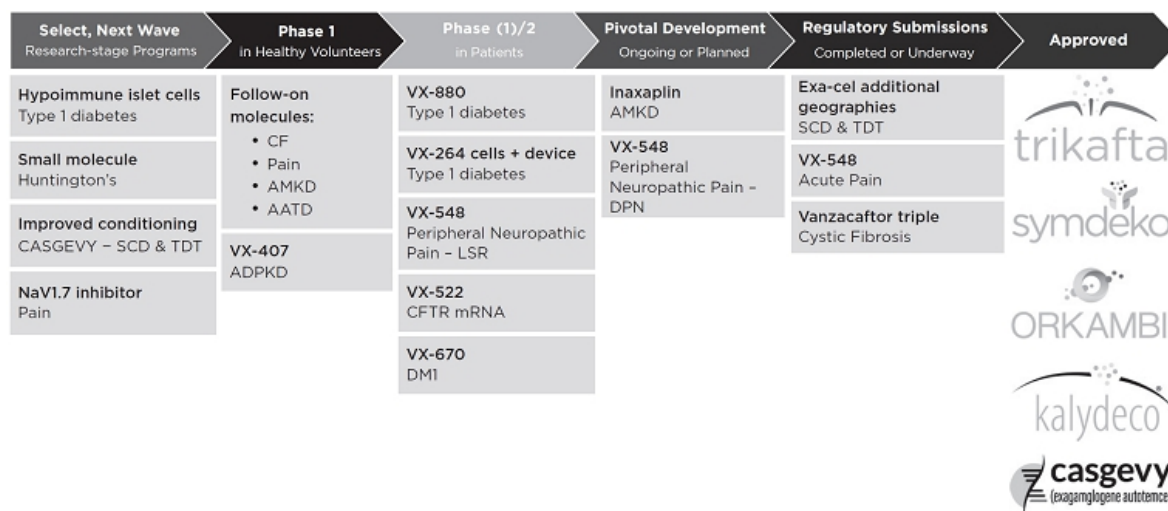 Select, Next Wave
Research-stage Programs
Phase 1
in Healthy Volunteers
Phase (1)/2
in Patients
Pivotal Development
Ongoing or Planned
Regulatory Submissions
Completed or Underway
Approved
Hypoimmune islet cells
Type 1 diabetes
Small molecule
Huntington's
Improved conditioning
CASGEVY – SCD & TDT
NaV1.7 inhibitor
Pain
Follow-on
molecules:
• CF
• Pain
• AMKD
• AATD
VX-407
ADPKD
VX-880
Type 1 diabetes
VX-264 cells + device
Type 1 diabetes
VX-548
Peripheral Neuropathic
Pain – LSR
VX-522
CFTR mRNA
VX-670
DM1
Inaxaplin
AMKD
VX-548
Peripheral
Neuropathic Pain –
DPN
Exa-cel additional
geographies
SCD & TDT
VX-548
Acute Pain
Vanzacaftor triple
Cystic Fibrosis
trikafta
symdeko
ORKAMBI
kalydeco
casgevy
(exagamglogene autotemce